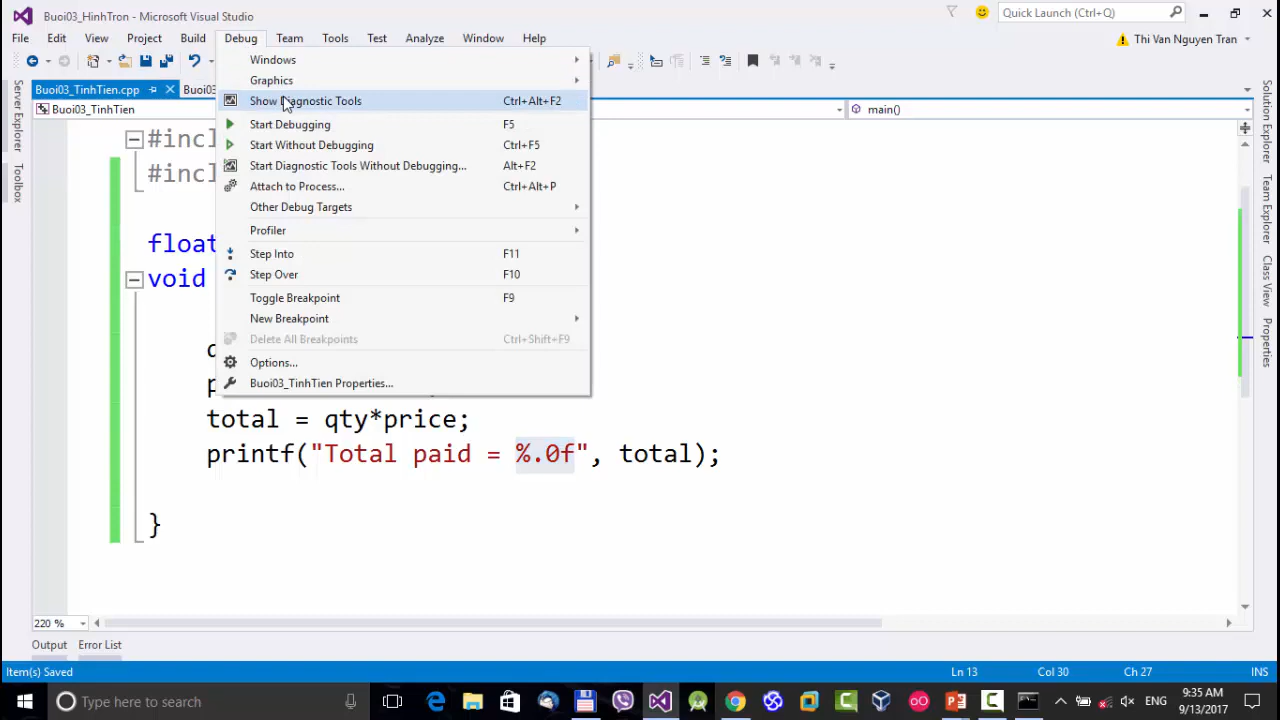 Buoi03_HinhTron - Microsoft Visual Studio
Quick Launch (Ctrl+Q)
File Edit View Project Build Debug Team Tools Test Analyze Window Help
Thi Van Nguyen Tran
Buoi03_TinhTien.cpp
Buoi03_TinhTien
main()
Server Explorer
Toolbox
Solution Explorer
Class View
Properties
Windows
Graphics
Show Diagnostic Tools Ctrl+Alt+F2
Start Debugging F5
Start Without Debugging Ctrl+F5
Start Diagnostic Tools Without Debugging... Alt+F2
Attach to Process... Ctrl+Alt+P
Other Debug Targets
Profiler
Step Into F11
Step Over F10
Toggle Breakpoint F9
New Breakpoint
Delete All Breakpoints Ctrl+Shift+F9
Options...
Buoi03_TinhTien Properties...
#incl
#incl
float
void
total = qty*price;
printf("Total paid = %.0f", total);
}
220 %
Output Error List
Item(s) Saved Ln 13 Col 30 Ch 27 INS
Type here to search
ENG
9:35 AM
9/13/2017